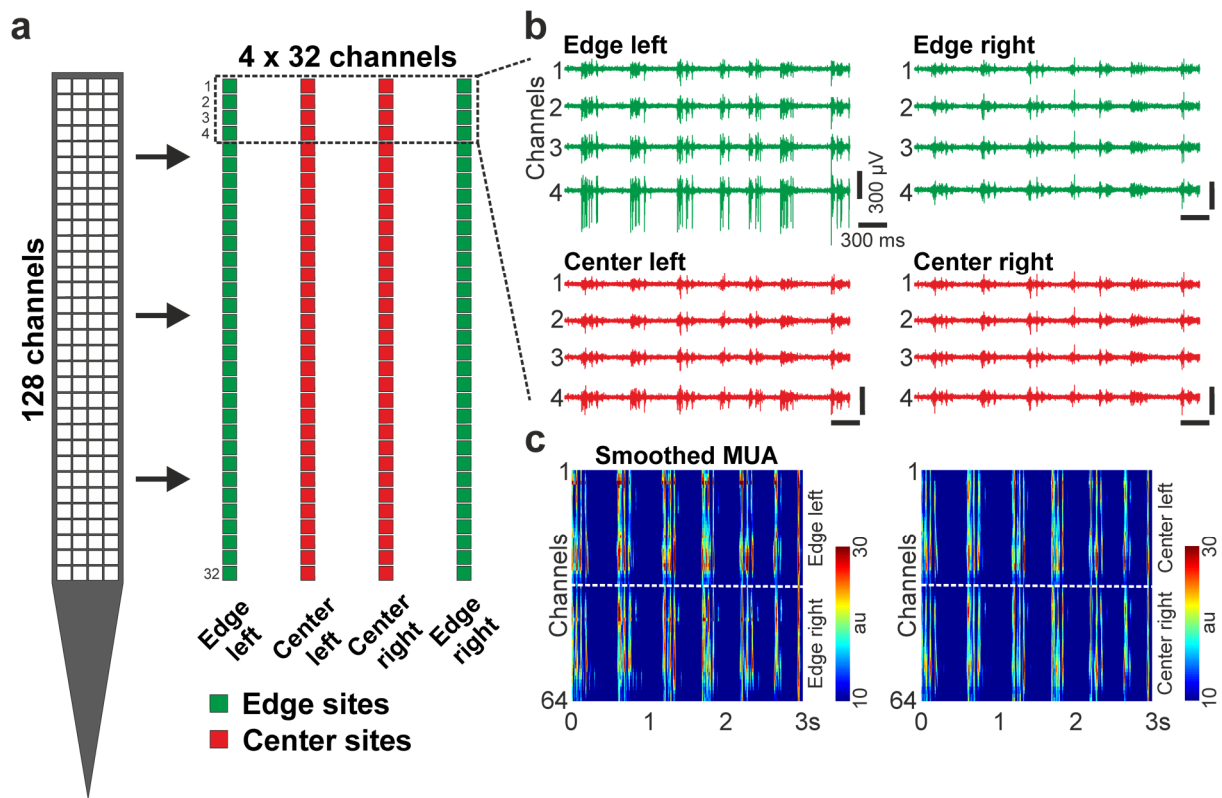 a
4 x 32 channels
128 channels
1
2
3
4
32
Edge
left
Center
left
Center
right
Edge
right
Edge sites
Center sites
b
Edge left
Channels
1
2
3
4
300 µV
300 ms
Edge right
1
2
3
4
Center left
1
2
3
4
Center right
1
2
3
4
c
Smoothed MUA
Channels
1
64
Edge left
Edge right
0
1
2
3s
30
au
10
Channels
1
64
Center left
Center right
0
1
2
3s
30
au
10